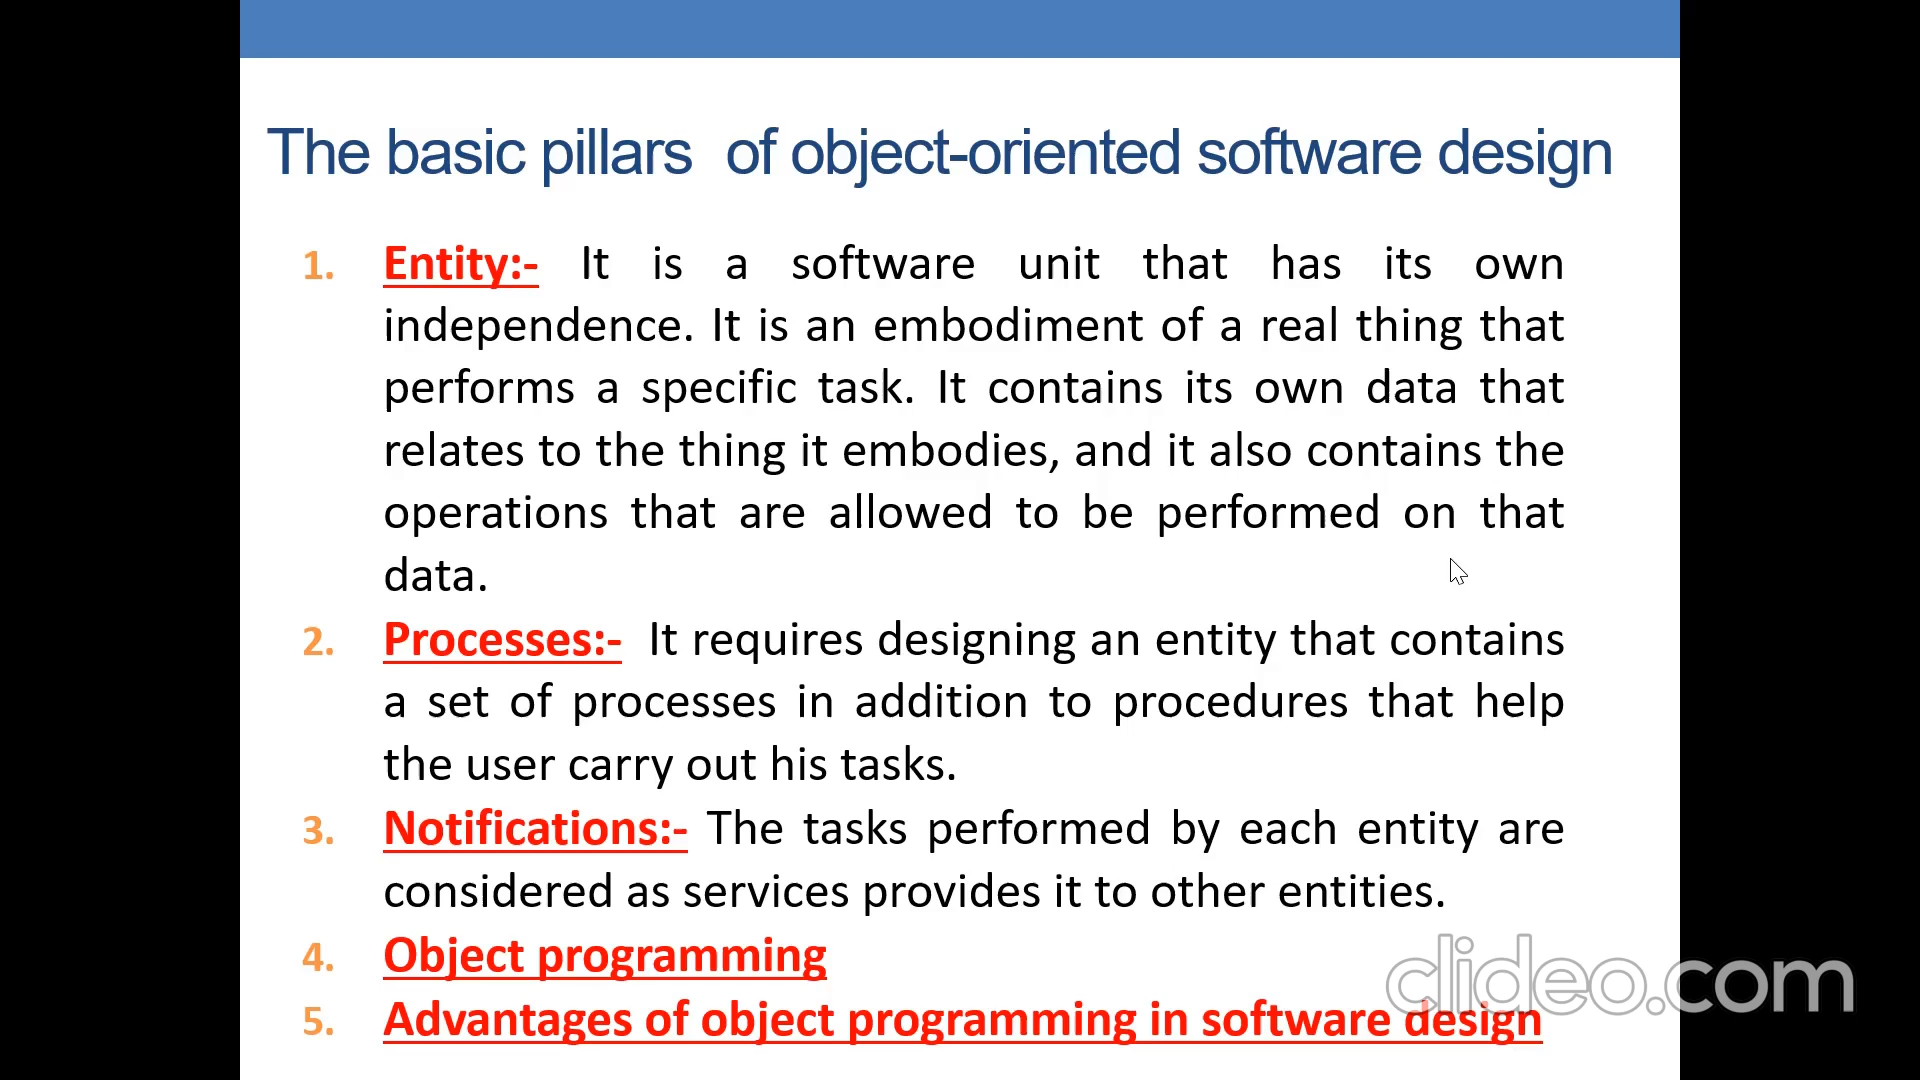 The basic pillars  of object-oriented software design
1. Entity:- It is a software unit that has its own
independence. It is an embodiment of a real thing that
performs a specific task. It contains its own data that
relates to the thing it embodies, and it also contains the
operations that are allowed to be performed on that
data.
2. Processes:-  It requires designing an entity that contains
a set of processes in addition to procedures that help
the user carry out his tasks.
3. Notifications:- The tasks performed by each entity are
considered as services provides it to other entities.
4. Object programming
5. Advantages of object programming in software design
clideo.com